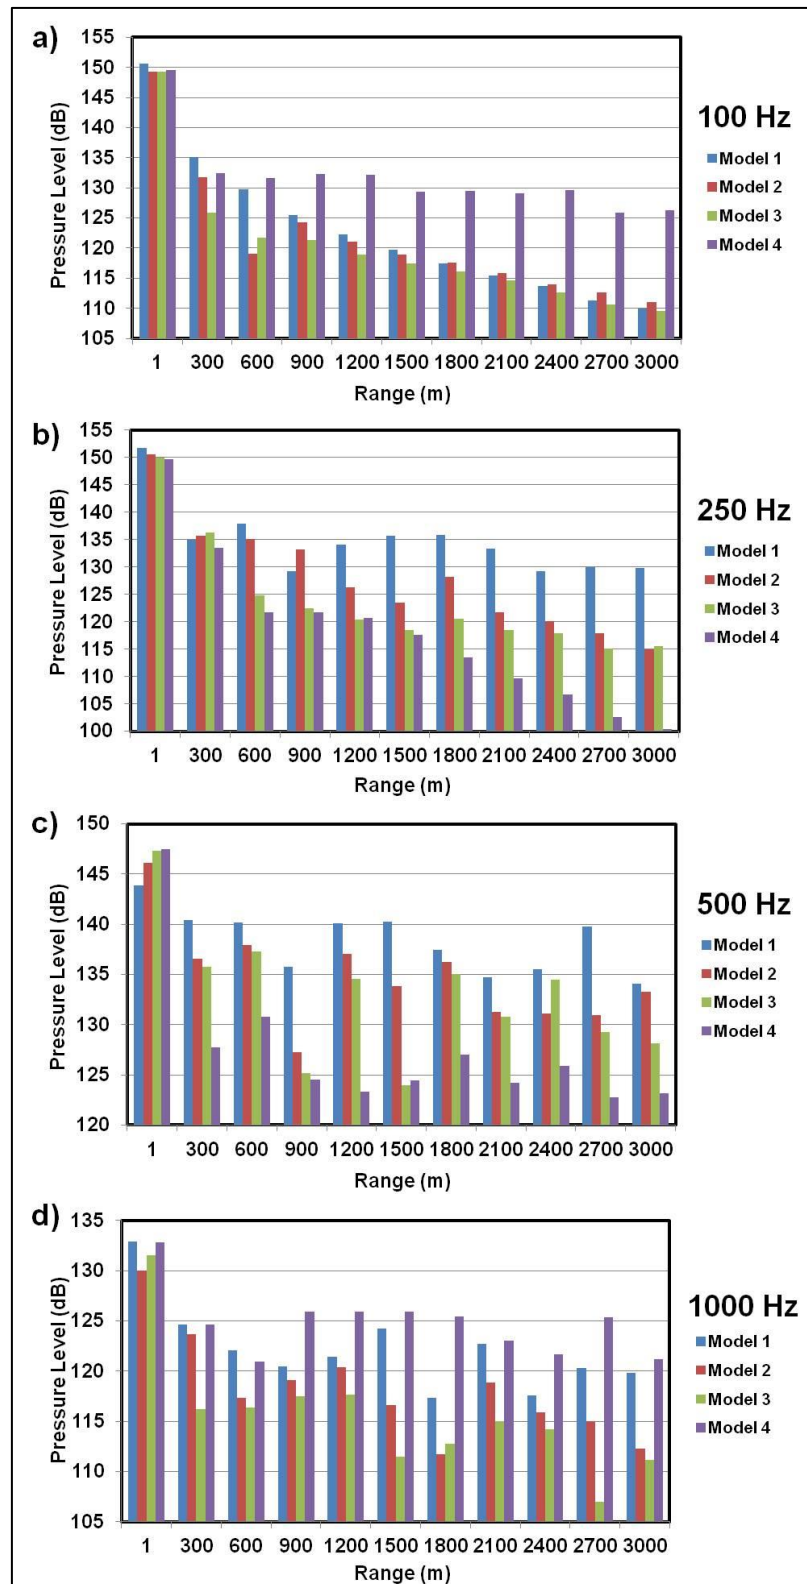 a)
155
150
145
140
135
130
125
120
115
110
105
Pressure Level (dB)
1 300 600 900 1200 1500 1800 2100 2400 2700 3000
Range (m)
100 Hz
Model 1
Model 2
Model 3
Model 4
b)
155
150
145
140
135
130
125
120
115
110
105
100
Pressure Level (dB)
1 300 600 900 1200 1500 1800 2100 2400 2700 3000
Range (m)
250 Hz
Model 1
Model 2
Model 3
Model 4
c)
150
145
140
135
130
125
120
Pressure Level (dB)
1 300 600 900 1200 1500 1800 2100 2400 2700 3000
Range (m)
500 Hz
Model 1
Model 2
Model 3
Model 4
d)
135
130
125
120
115
110
105
Pressure Level (dB)
1 300 600 900 1200 1500 1800 2100 2400 2700 3000
Range (m)
1000 Hz
Model 1
Model 2
Model 3
Model 4